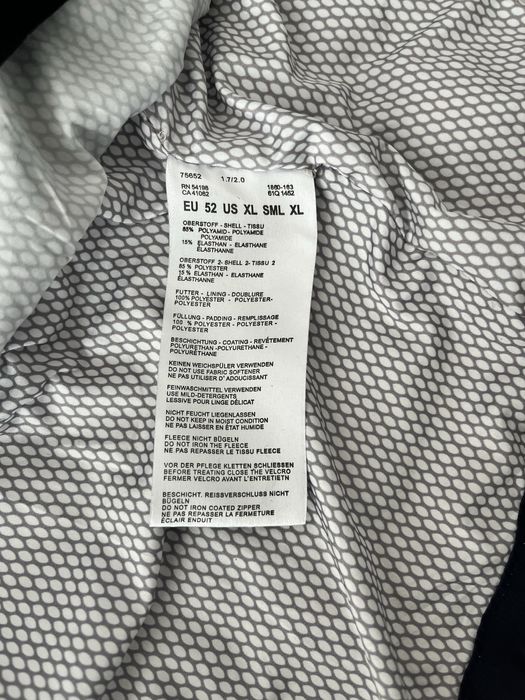 75652 1.7/2.0
RN 54198 1860-163
CA 41062 61Q 1452
EU 52 US XL SML XL
OBERSTOFF - SHELL - TISSU
85% POLYAMID - POLYAMIDE
POLYAMIDE
15% ELASTHAN - ELASTHANE
ÉLASTHANNE
OBERSTOFF 2- SHELL 2- TISSU 2
85 % POLYESTER
15 % ELASTHAN - ELASTHANE
ÉLASTHANNE
FUTTER - LINING - DOUBLURE
100% POLYESTER - POLYESTER-
POLYESTER
FÜLLUNG - PADDING - REMPLISSAGE
100 % POLYESTER - POLYESTER -
POLYESTER
BESCHICHTUNG - COATING - REVÊTEMENT
POLYURETHAN -POLYURETHANE -
POLYURÉTHANE
KEINEN WEICHSPÜLER VERWENDEN
DO NOT USE FABRIC SOFTENER
NE PAS UTILISER D'ADOUCISSANT
FEINWASCHMITTEL VERWENDEN
USE MILD-DETERGENTS
LESSIVE POUR LINGE DÉLICAT
NICHT FEUCHT LIEGENLASSEN
DO NOT KEEP IN MOIST CONDITION
NE PAS LAISSER EN ÉTAT HUMIDE
FLEECE NICHT BÜGELN
DO NOT IRON THE FLEECE
NE PAS REPASSER LE TISSU FLEECE
VOR DER PFLEGE KLETTEN SCHLIESSEN
BEFORE TREATING CLOSE THE VELCRO
FERMER VELCRO AVANT L'ENTRETIETN
BESCHICHT. REISSVERSCHLUSS NICHT
BÜGELN
DO NOT IRON COATED ZIPPER
NE PAS REPASSER LA FERMETURE
ÉCLAIR ENDUIT